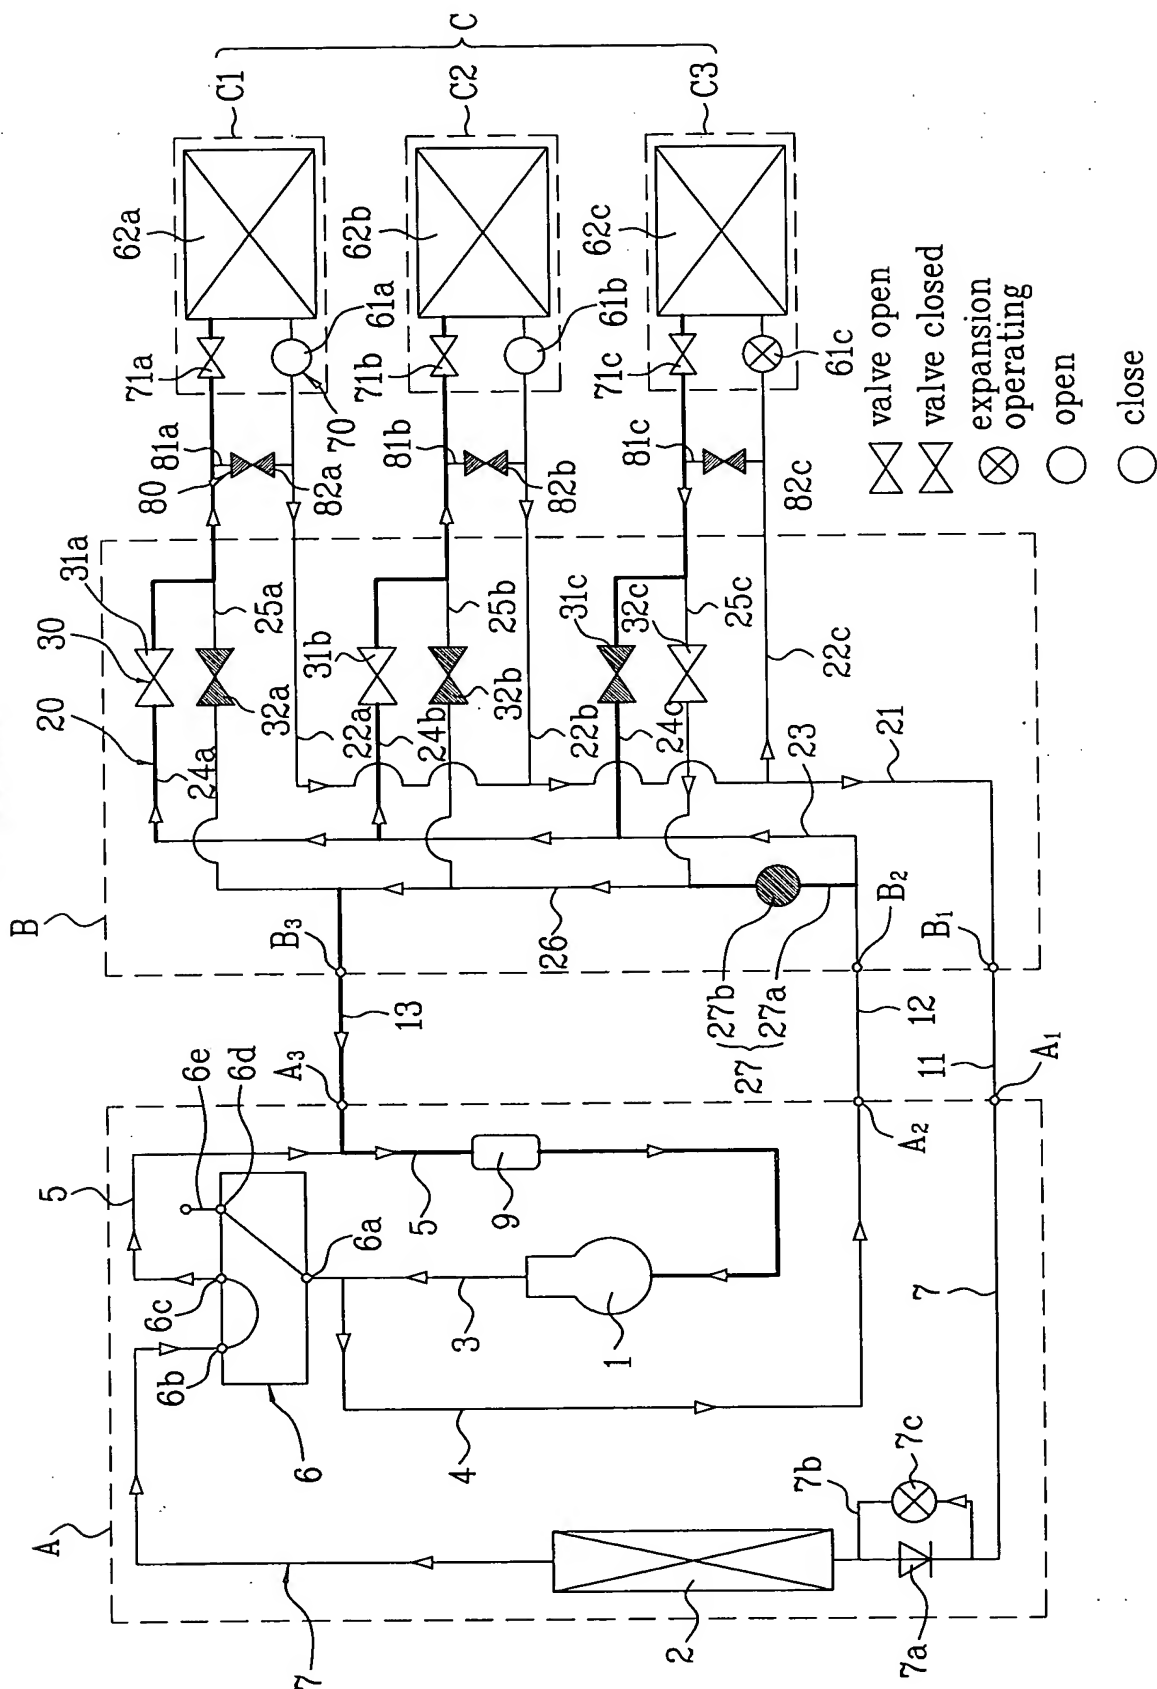 C
C1
C2
C3
62a
62b
62c
71a
61a
71b
61b
71c
61c
70
81a
80
82a
81b
82b
81c
82c
valve open
valve closed
expansion
operating
open
close
B
20
30
31a
24a
32a
25a
22a
31b
24b
32b
25b
22b
31c
24c
32c
25c
22c
23
21
26
27b
27a
27
B3
B2
B1
13
12
11
A3
A2
A1
A
5
6e
6d
6c
6b
6a
6
5
9
3
1
4
7
7
2
7b
7c
7a